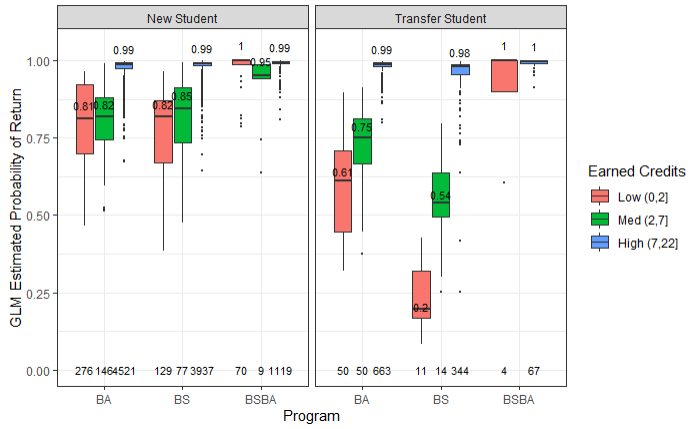 New Student
Transfer Student
GLM Estimated Probability of Return
1.00
0.75
0.50
0.25
0.00
0.81
0.82
0.99
0.82
0.85
0.99
1
0.95
0.99
276
146
4521
129
77
3937
70
9
1119
0.61
0.75
0.99
0.2
0.54
0.98
1
1
50
50
663
11
14
344
4
67
BA
BS
BSBA
BA
BS
BSBA
Program
Earned Credits
Low (0,2]
Med (2,7]
High (7,22]